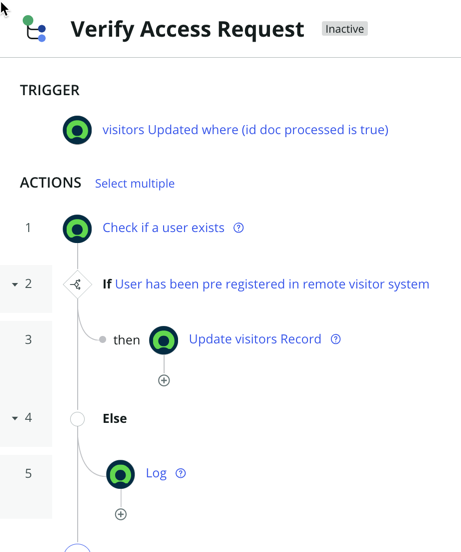 Verify Access Request Inactive
TRIGGER
visitors Updated where (id doc processed is true)
ACTIONS Select multiple
1 Check if a user exists ?
2 If User has been pre registered in remote visitor system
3 then Update visitors Record ?
4 Else
5 Log ?